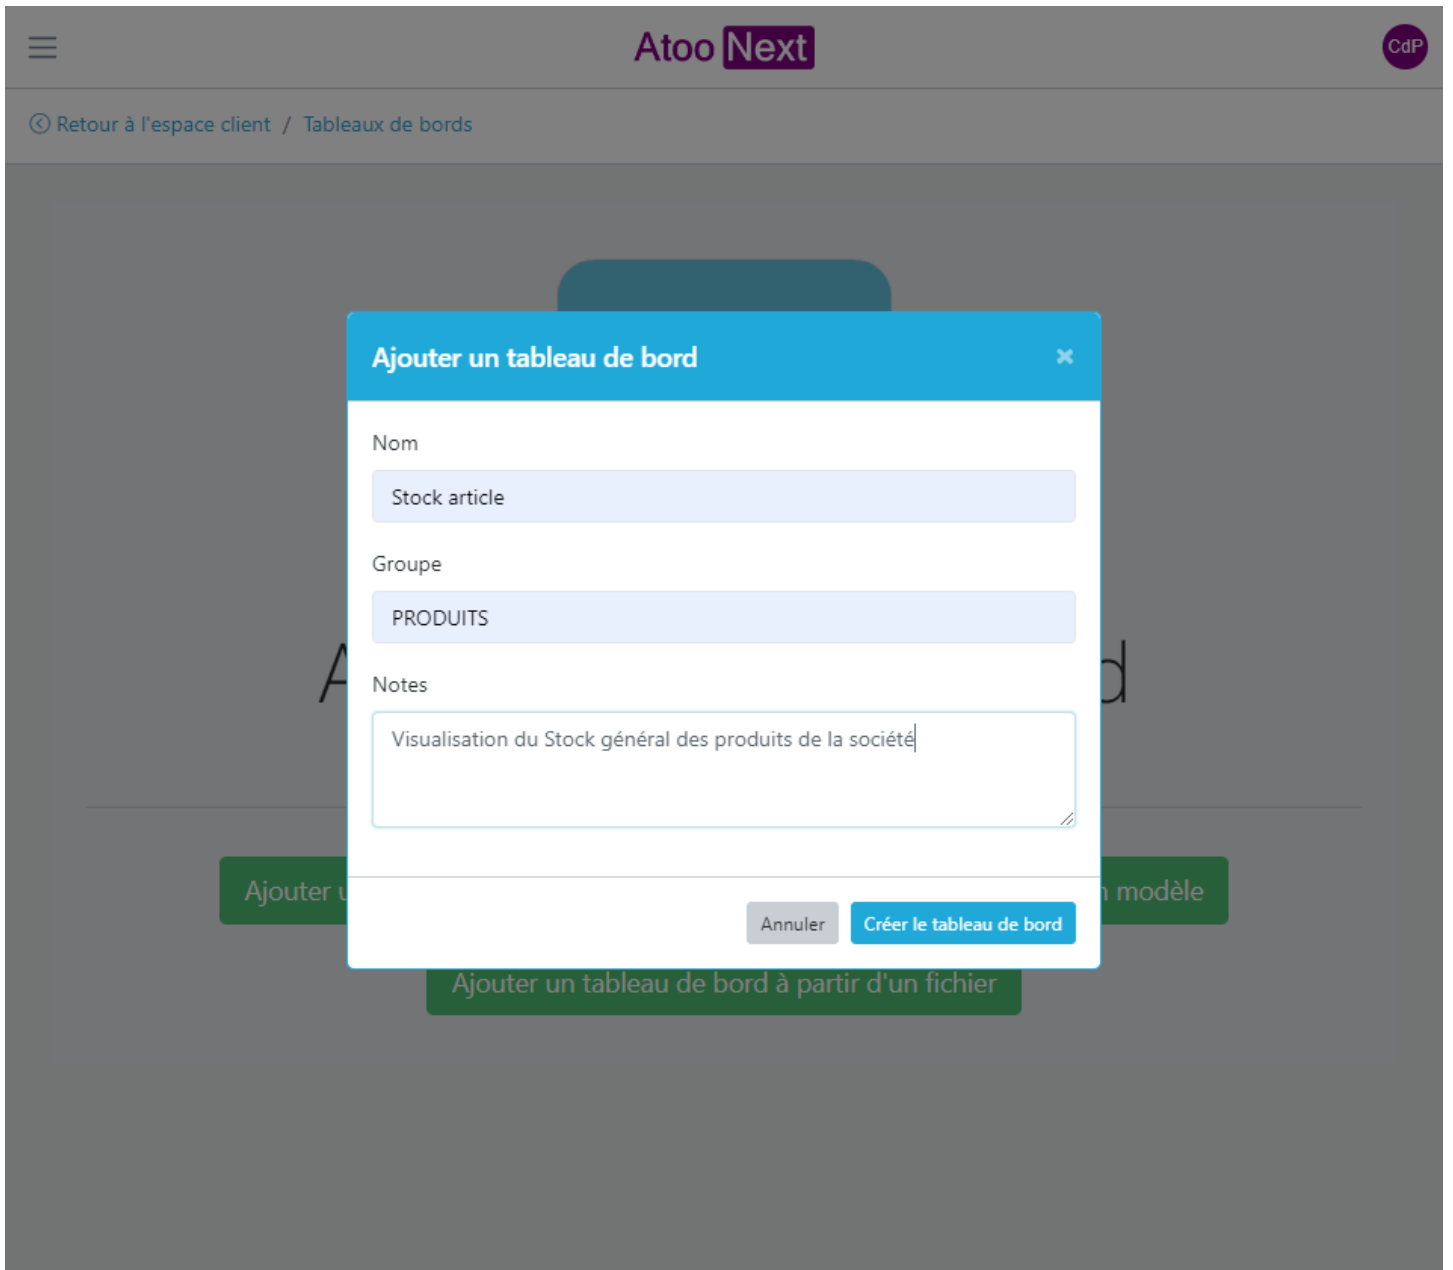 Atoo Next
CdP
Retour à l'espace client / Tableaux de bords
Ajouter un tableau de bord ×
Nom
Stock article
Groupe
PRODUITS
Notes
Visualisation du Stock général des produits de la société
Ajouter
modèle
Annuler Créer le tableau de bord
Ajouter un tableau de bord à partir d'un fichier